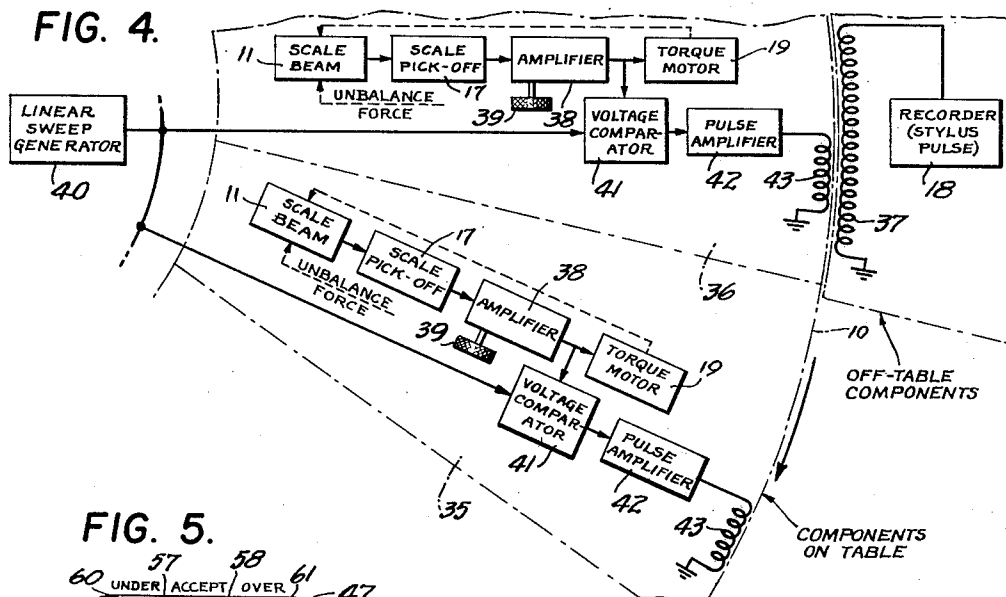 FIG. 4.
11
SCALE
BEAM
SCALE
PICK-OFF
17
AMPLIFIER
TORQUE
MOTOR
19
UNBALANCE
FORCE
39
38
LINEAR
SWEEP
GENERATOR
40
VOLTAGE
COMPAR-
ATOR
41
PULSE
AMPLIFIER
42
43
37
RECORDER
(STYLUS
PULSE)
18
11
SCALE
BEAM
17
SCALE
PICK-OFF
UNBALANCE
FORCE
38
AMPLIFIER
39
TORQUE
MOTOR
19
36
10
OFF-TABLE
COMPONENTS
VOLTAGE
COMPAR-
ATOR
41
PULSE
AMPLIFIER
42
43
35
COMPONENTS
ON TABLE
FIG. 5.
57 58
60 UNDER ACCEPT OVER 61
47